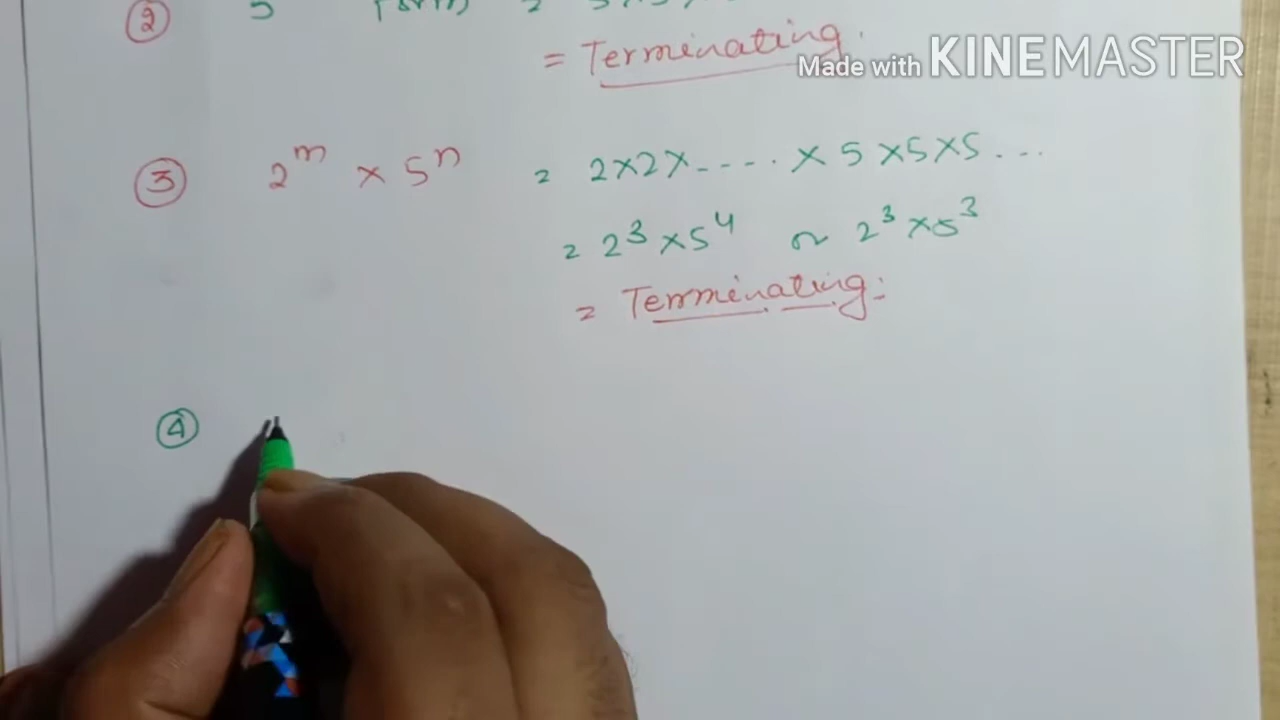 ②
= Terminating.
Made with KINEMASTER
③ 2^m × 5^n = 2×2×----. × 5×5×5...
= 2^3 ×5^4 or 2^3 ×5^3
= Terminating:
④